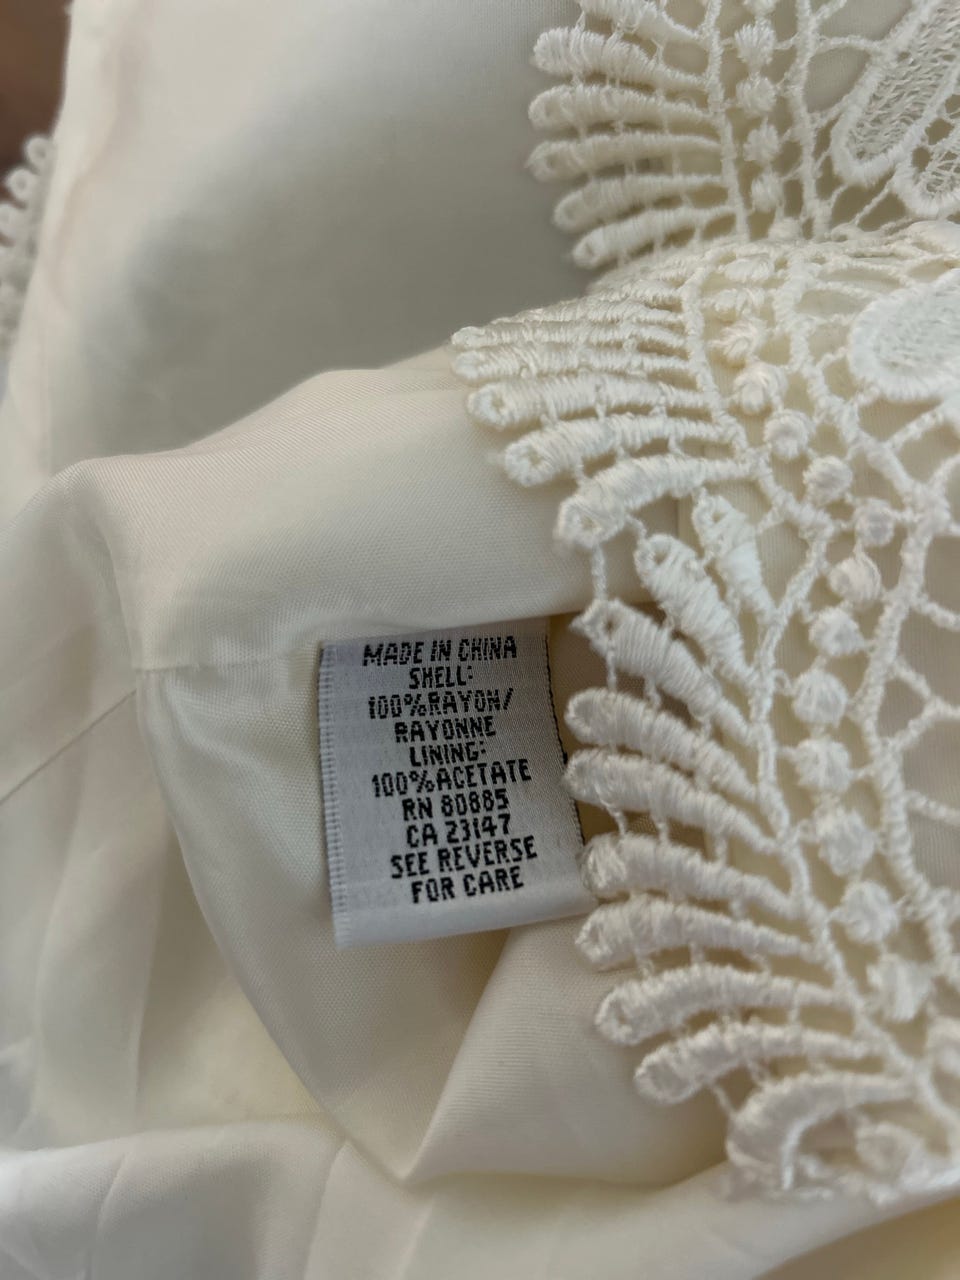 MADE IN CHINA
SHELL:
100%RAYON/
RAYONNE
LINING:
100%ACETATE
RN 80885
CA 23147
SEE REVERSE
FOR CARE